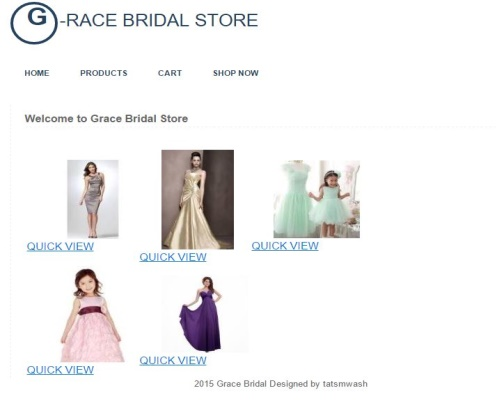 G-RACE BRIDAL STORE
HOME PRODUCTS CART SHOP NOW
Welcome to Grace Bridal Store
QUICK VIEW
QUICK VIEW
QUICK VIEW
QUICK VIEW
QUICK VIEW
2015 Grace Bridal Designed by tatsmwash